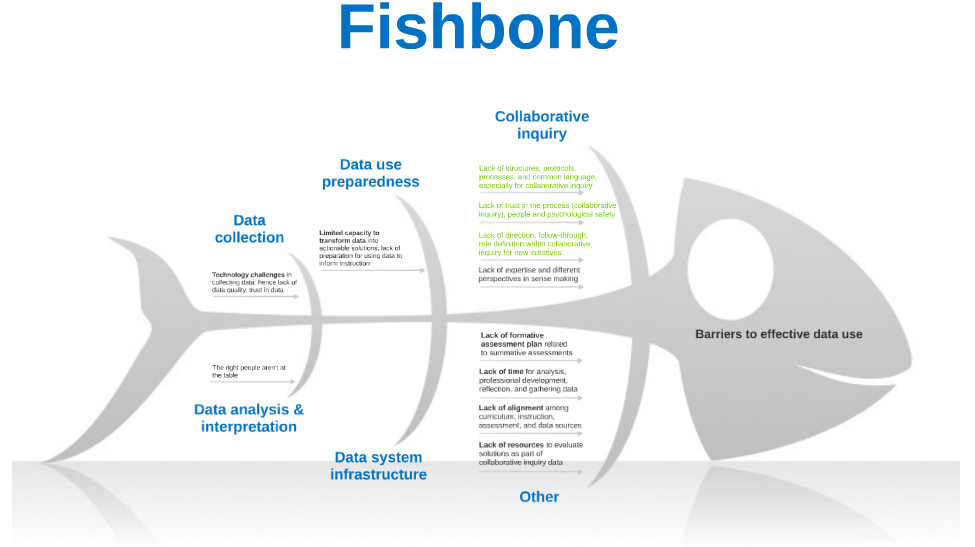 Fishbone
Collaborative
inquiry
Lack of structures, protocols,
processes, and common language,
especially for collaborative inquiry
Lack of trust in the process (collaborative
inquiry), people and psychological safety
Lack of direction, follow-through,
role definition within collaborative
inquiry for new initiatives
Lack of expertise and different
perspectives in sense making
Data use
preparedness
Limited capacity to
transform data into
actionable solutions; lack of
preparation for using data to
inform instruction
Data
collection
Technology challenges in
collecting data; hence lack of
data quality, trust in data
Barriers to effective data use
The right people aren't at
the table
Data analysis &
interpretation
Data system
infrastructure
Lack of formative
assessment plan related
to summative assessments
Lack of time for analysis,
professional development,
reflection, and gathering data
Lack of alignment among
curriculum, instruction,
assessment, and data sources
Lack of resources to evaluate
solutions as part of
collaborative inquiry data
Other